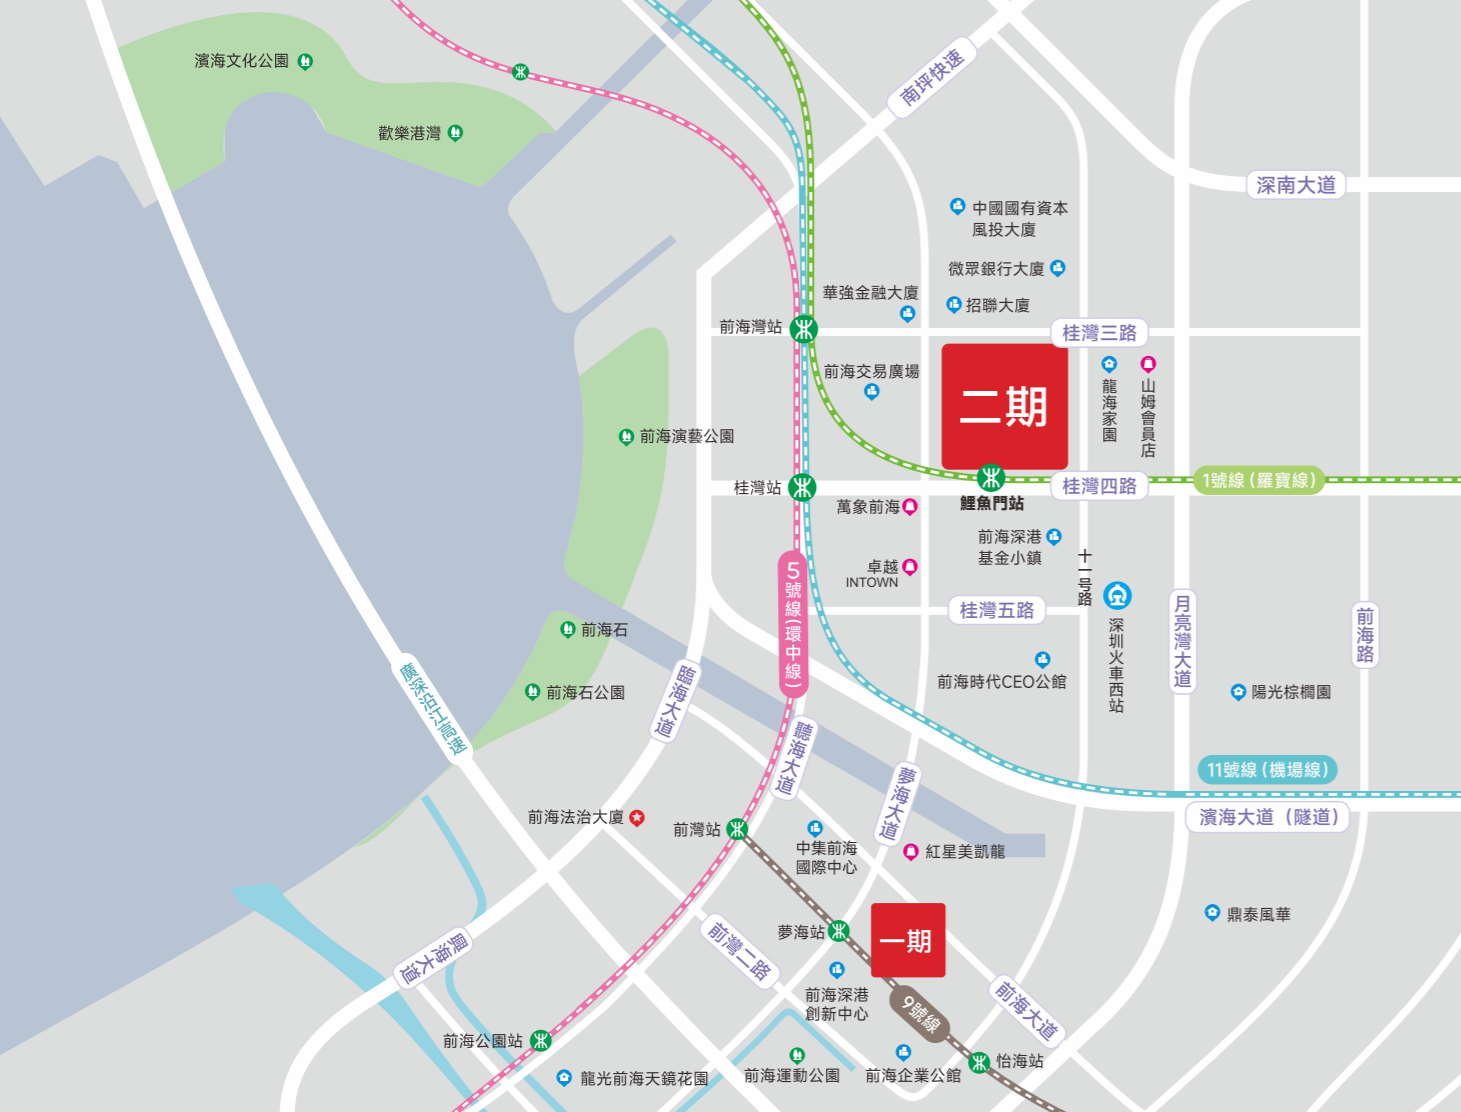 濱海文化公園
歡樂港灣
南坪快速
深南大道
中國國有資本
風投大廈
微眾銀行大廈
招聯大廈
華強金融大廈
前海灣站
桂灣三路
前海交易廣場
二期
龍海家園
山姆會員店
前海演藝公園
桂灣站
桂灣四路
1號線(羅寶線)
鯉魚門站
萬象前海
前海深港
基金小鎮
卓越
INTOWN
十一号路
5號線(環中線)
桂灣五路
深圳火車西站
月亮灣大道
前海路
前海石
前海石公園
臨海大道
廣深沿江高速
前海時代CEO公館
陽光棕櫚園
聽海大道
夢海大道
11號線(機場線)
濱海大道（隧道）
前海法治大廈
前灣站
中集前海
國際中心
紅星美凱龍
鼎泰風華
夢海站
一期
興海大道
前灣二路
前海深港
創新中心
9號線
前海大道
前海公園站
龍光前海天鏡花園
前海運動公園
前海企業公館
怡海站